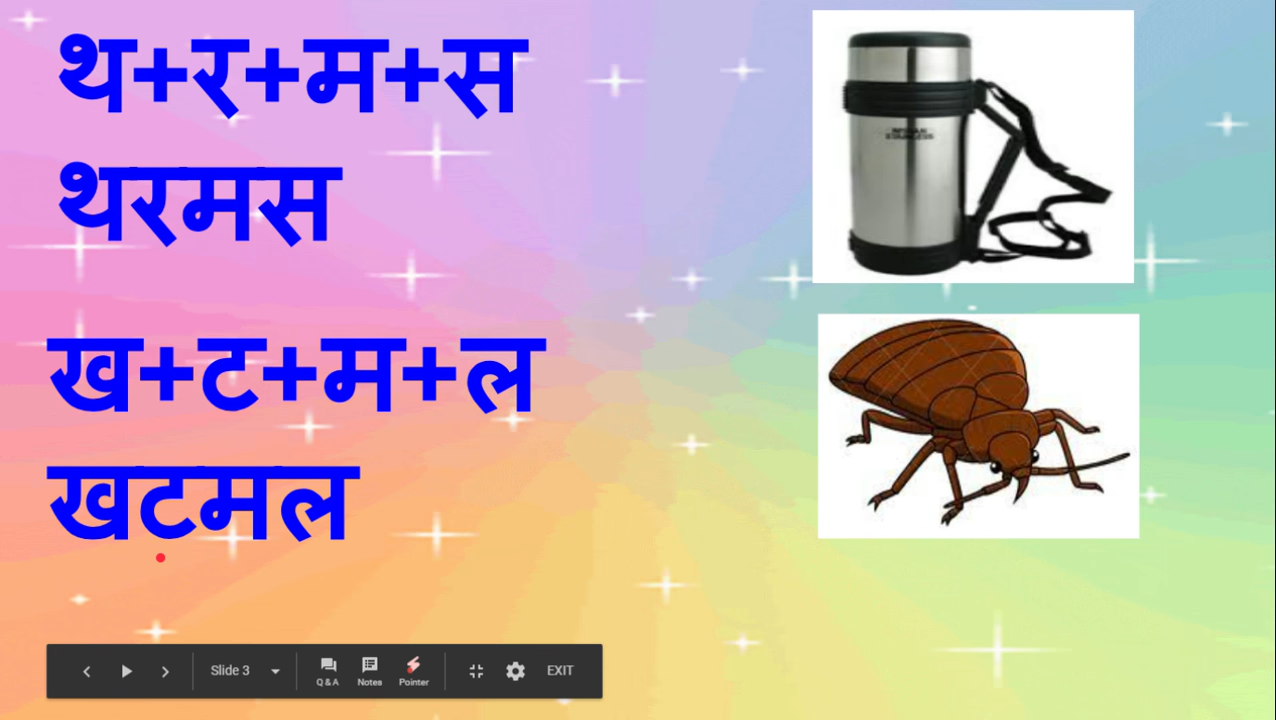 थ+र+म+स
थरमस
ख+ट+म+ल
खटमल
Slide 3
Q & A
Notes
Pointer
EXIT